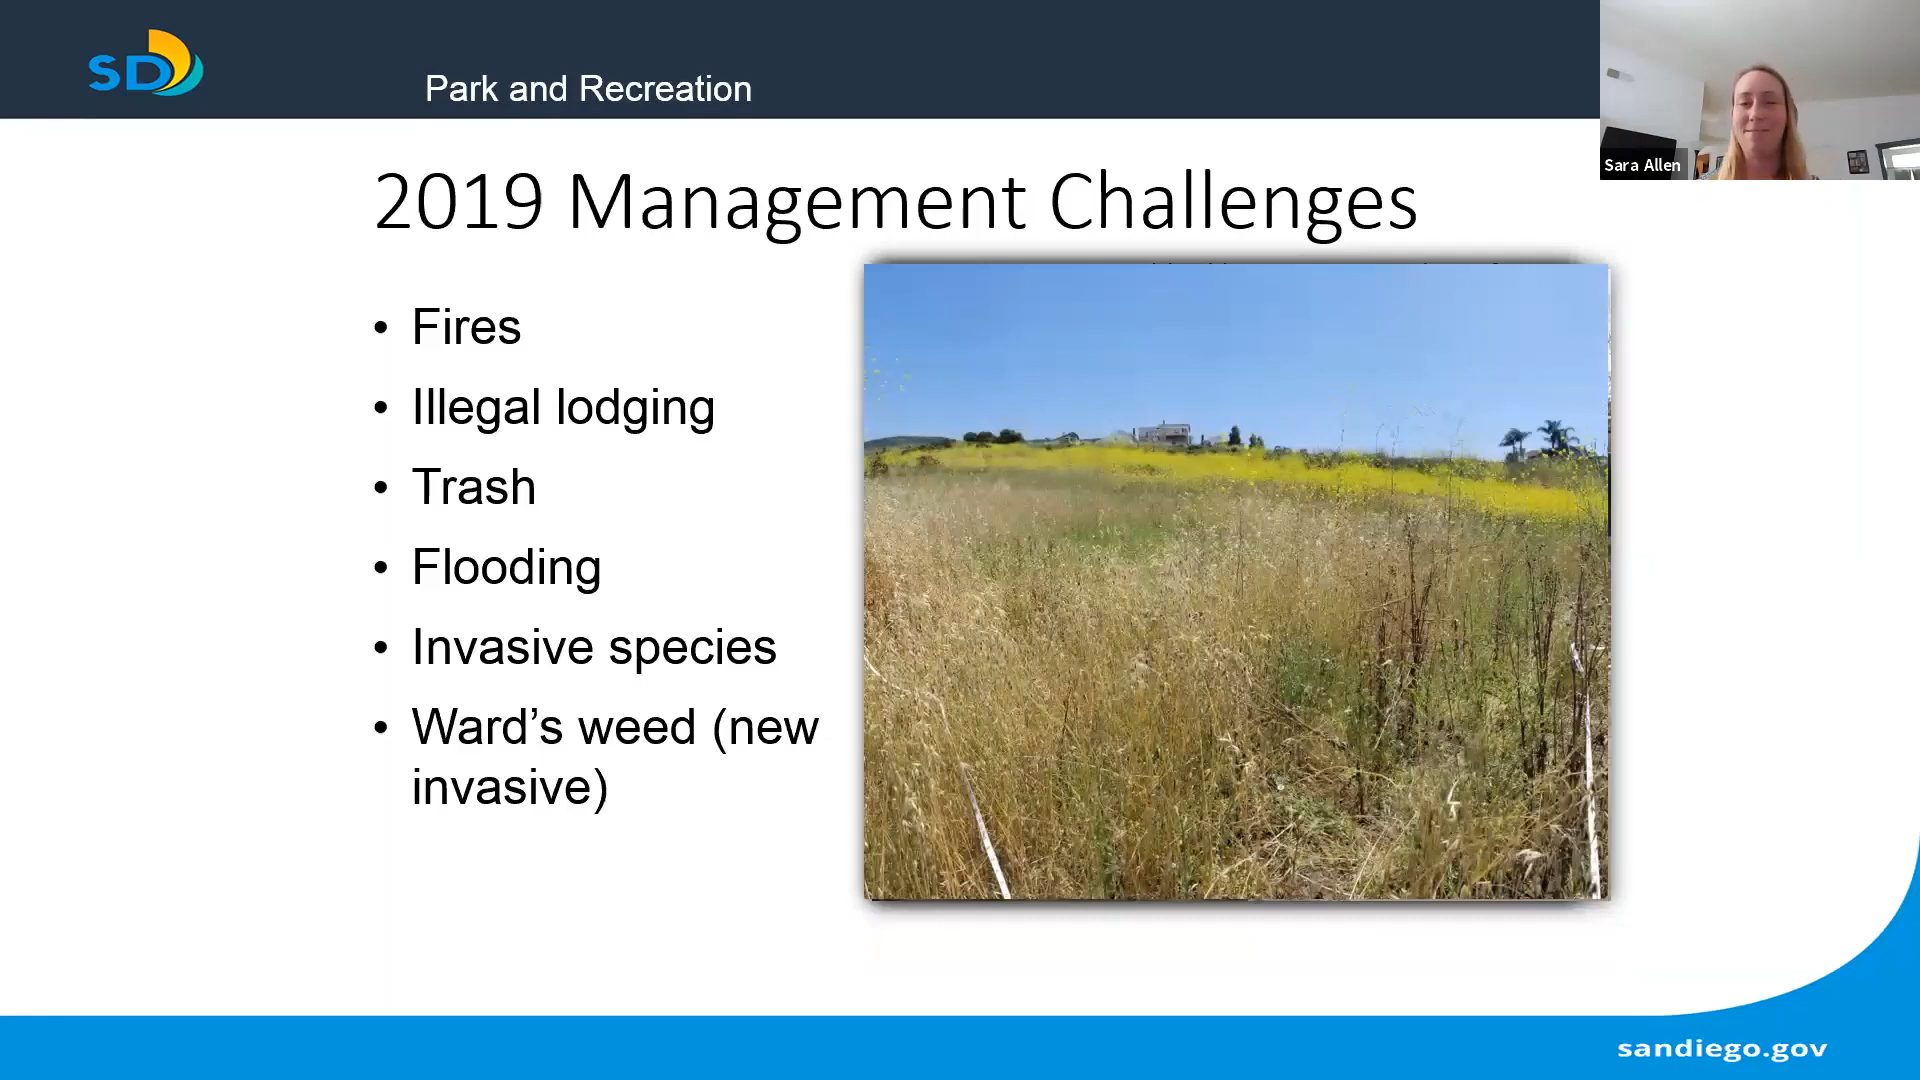 SD
Park and Recreation
Sara Allen
2019 Management Challenges
• Fires
• Illegal lodging
• Trash
• Flooding
• Invasive species
• Ward’s weed (new
invasive)
sandiego.gov